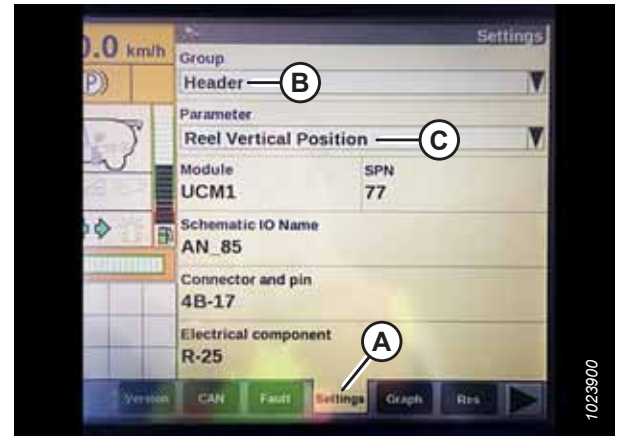 0.0 km/h
Settings
(P)
Group
Header
B
Parameter
Reel Vertical Position
C
Module SPN
UCM1 77
Schematic IO Name
AN_85
Connector and pin
4B-17
Electrical component
R-25
A
Version CAN Fault Settings Graph Res
1023900